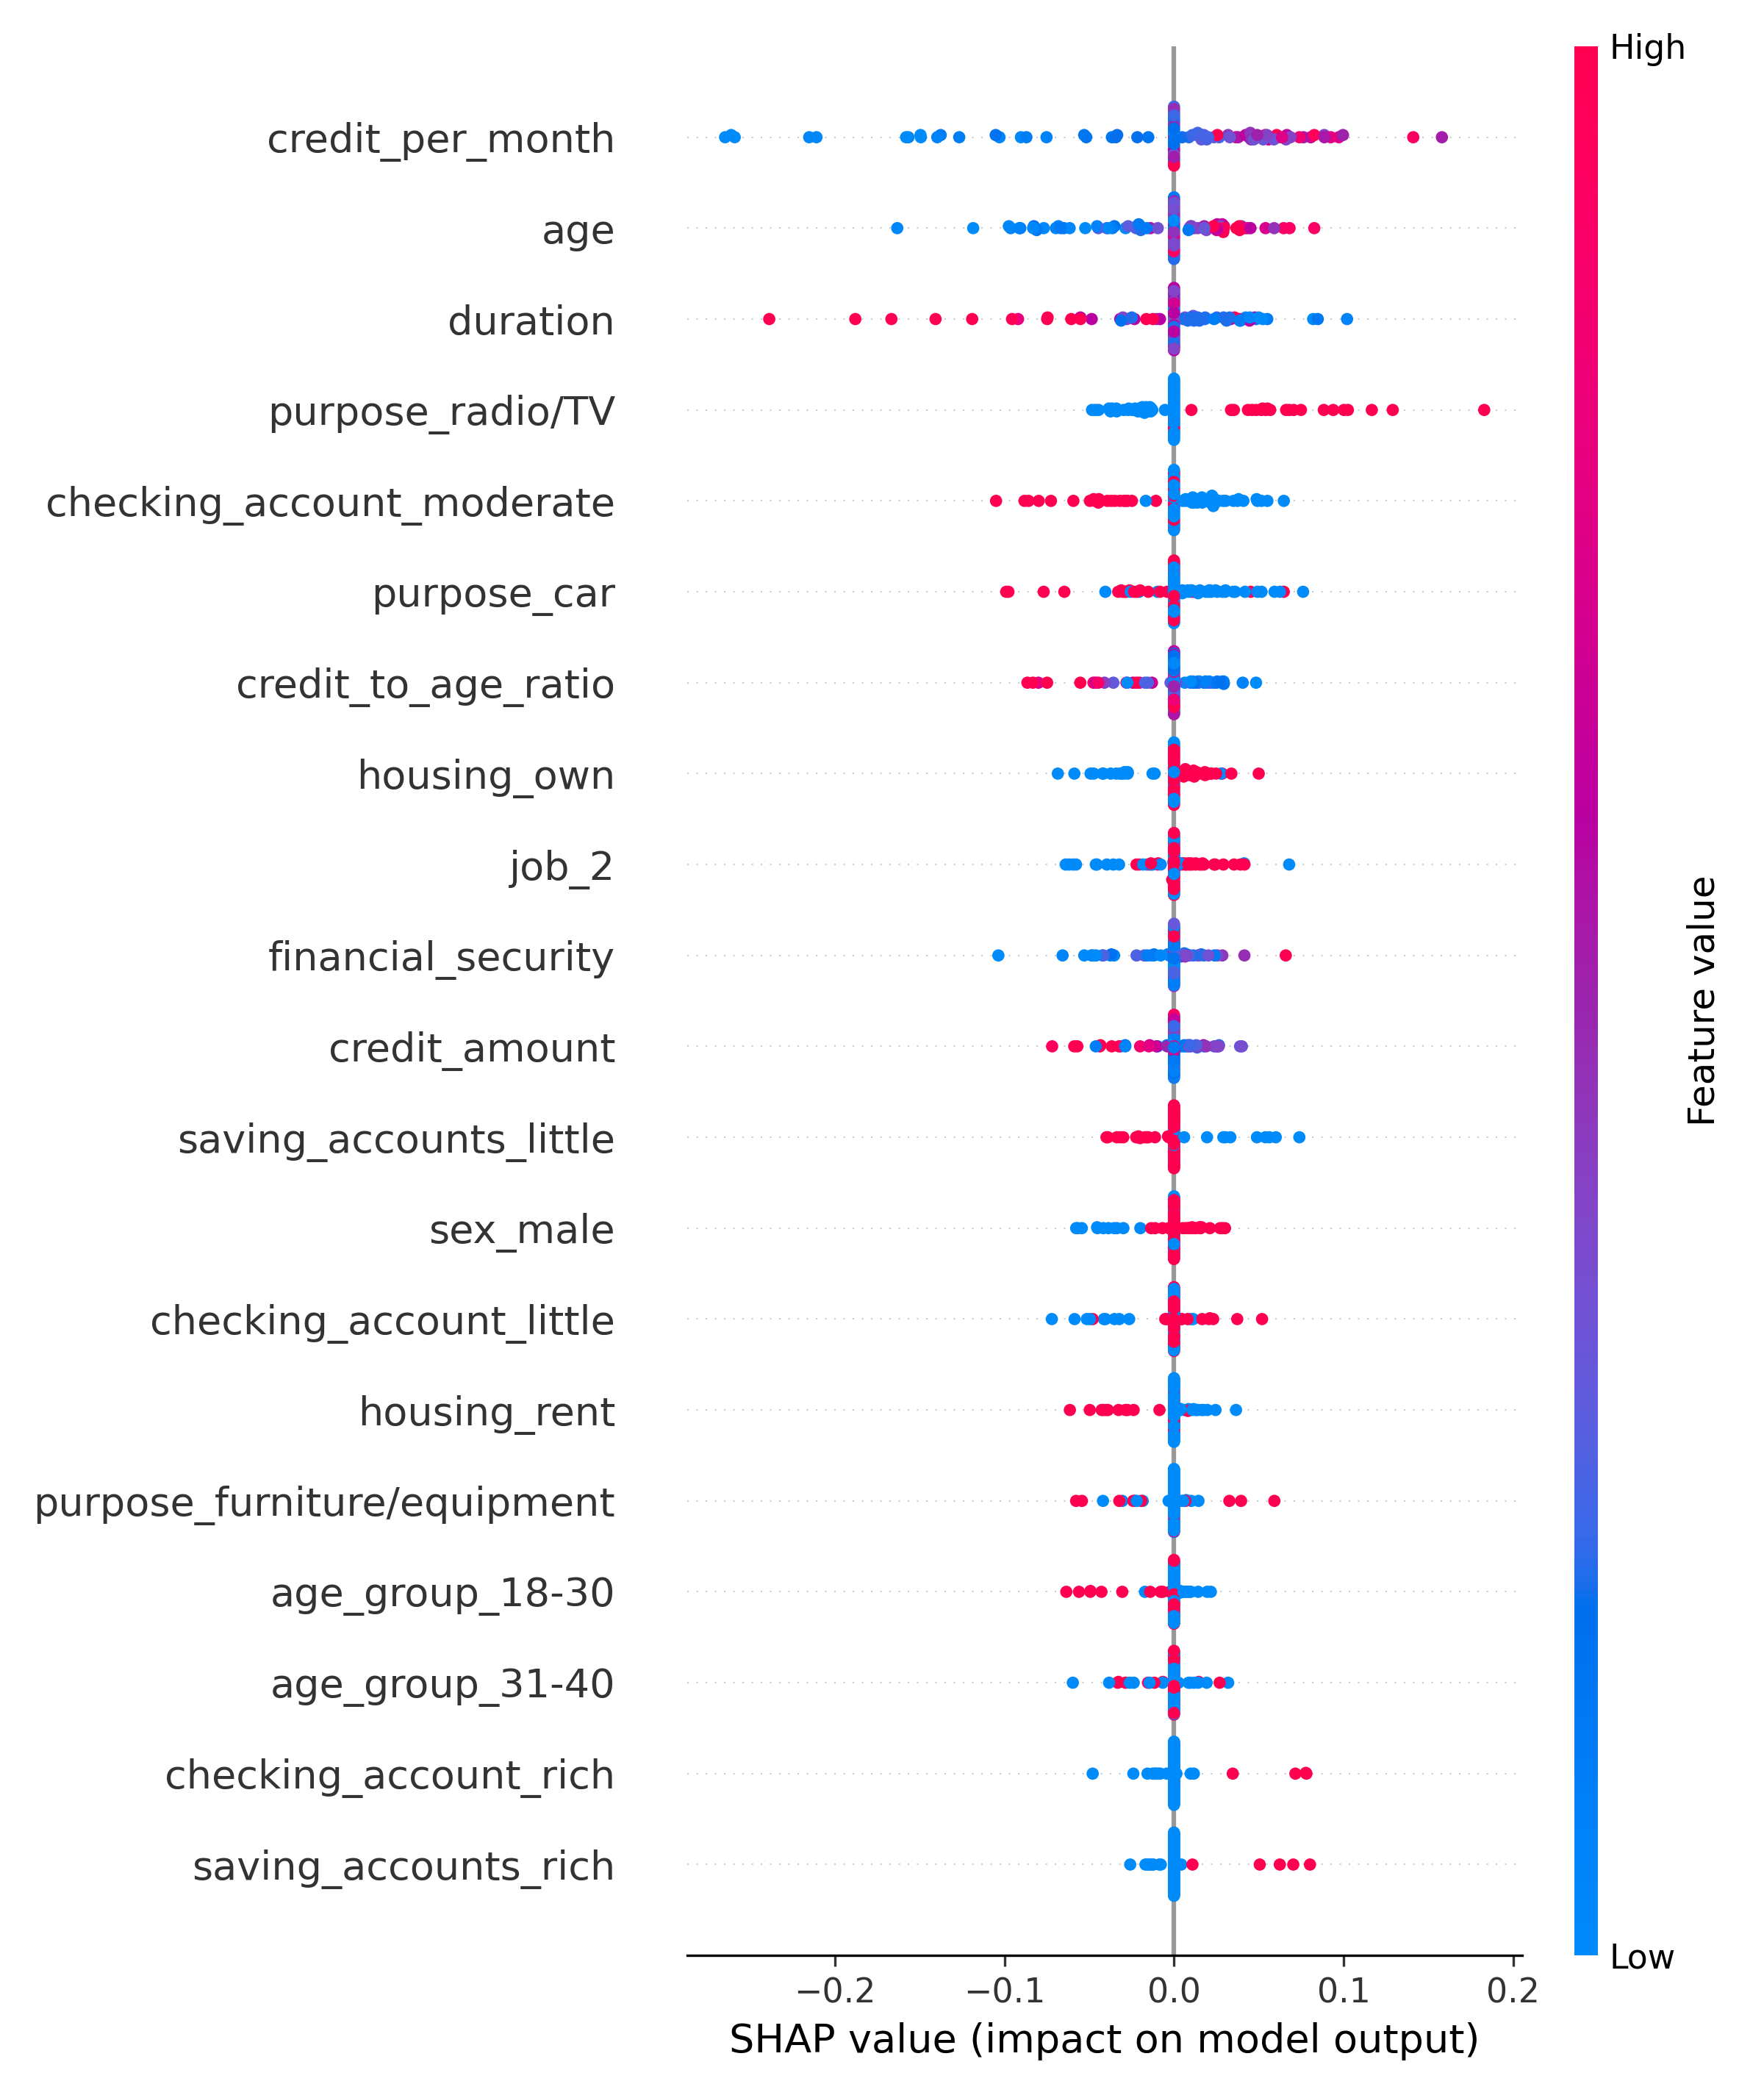 High
credit_per_month
age
duration
purpose_radio/TV
checking_account_moderate
purpose_car
credit_to_age_ratio
housing_own
job_2
financial_security
credit_amount
saving_accounts_little
sex_male
checking_account_little
housing_rent
purpose_furniture/equipment
age_group_18-30
age_group_31-40
checking_account_rich
saving_accounts_rich
Feature value
Low
−0.2 −0.1 0.0 0.1 0.2
SHAP value (impact on model output)